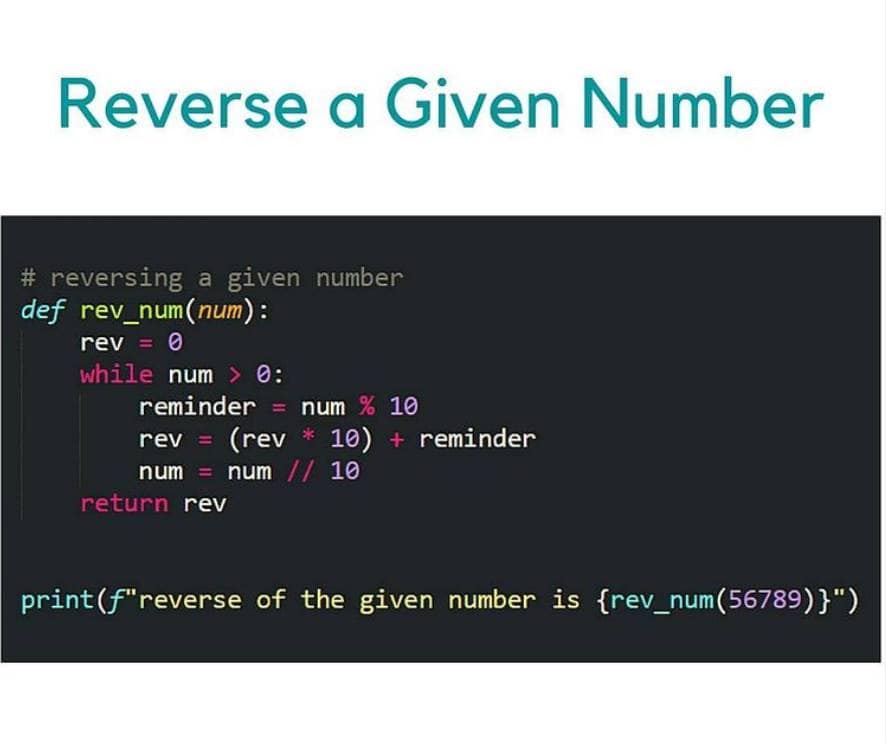 Reverse a Given Number
# reversing a given number
def rev_num(num):
    rev = 0
    while num > 0:
        reminder = num % 10
        rev = (rev * 10) + reminder
        num = num // 10
    return rev
print(f"reverse of the given number is {rev_num(56789)}")